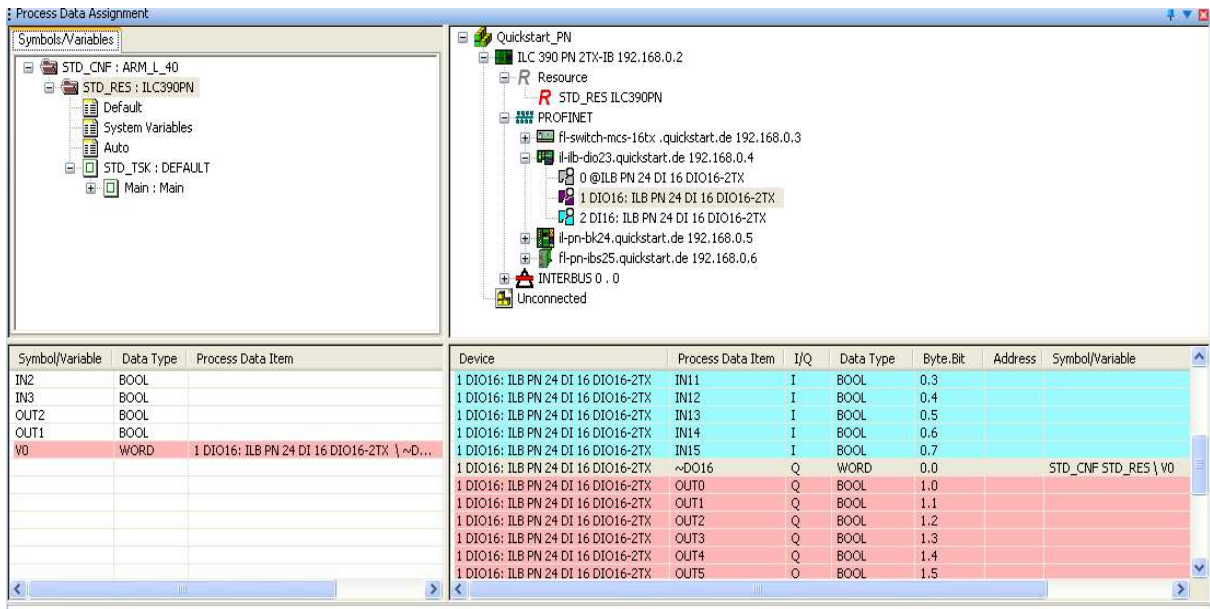 Process Data Assignment
Symbols/Variables
STD_CNF : ARM_L_40
STD_RES : ILC390PN
Default
System Variables
Auto
STD_TSK : DEFAULT
Main : Main
Quickstart_PN
ILC 390 PN 2TX-IB 192.168.0.2
R Resource
R STD_RES ILC390PN
PROFINET
fl-switch-mcs-16tx .quickstart.de 192.168.0.3
il-ilb-dio23.quickstart.de 192.168.0.4
0 @ILB PN 24 DI 16 DIO16-2TX
1 DIO16: ILB PN 24 DI 16 DIO16-2TX
2 DI16: ILB PN 24 DI 16 DIO16-2TX
il-pn-bk24.quickstart.de 192.168.0.5
fl-pn-ibs25.quickstart.de 192.168.0.6
INTERBUS 0 . 0
Unconnected
Symbol/Variable Data Type Process Data Item
IN2 BOOL
IN3 BOOL
OUT2 BOOL
OUT1 BOOL
V0 WORD 1 DIO16: ILB PN 24 DI 16 DIO16-2TX \ ~D...
Device Process Data Item I/Q Data Type Byte.Bit Address Symbol/Variable
1 DIO16: ILB PN 24 DI 16 DIO16-2TX IN11 I BOOL 0.3
1 DIO16: ILB PN 24 DI 16 DIO16-2TX IN12 I BOOL 0.4
1 DIO16: ILB PN 24 DI 16 DIO16-2TX IN13 I BOOL 0.5
1 DIO16: ILB PN 24 DI 16 DIO16-2TX IN14 I BOOL 0.6
1 DIO16: ILB PN 24 DI 16 DIO16-2TX IN15 I BOOL 0.7
1 DIO16: ILB PN 24 DI 16 DIO16-2TX ~DO16 Q WORD 0.0 STD_CNF STD_RES \ V0
1 DIO16: ILB PN 24 DI 16 DIO16-2TX OUT0 Q BOOL 1.0
1 DIO16: ILB PN 24 DI 16 DIO16-2TX OUT1 Q BOOL 1.1
1 DIO16: ILB PN 24 DI 16 DIO16-2TX OUT2 Q BOOL 1.2
1 DIO16: ILB PN 24 DI 16 DIO16-2TX OUT3 Q BOOL 1.3
1 DIO16: ILB PN 24 DI 16 DIO16-2TX OUT4 Q BOOL 1.4
1 DIO16: ILB PN 24 DI 16 DIO16-2TX OUT5 Q BOOL 1.5